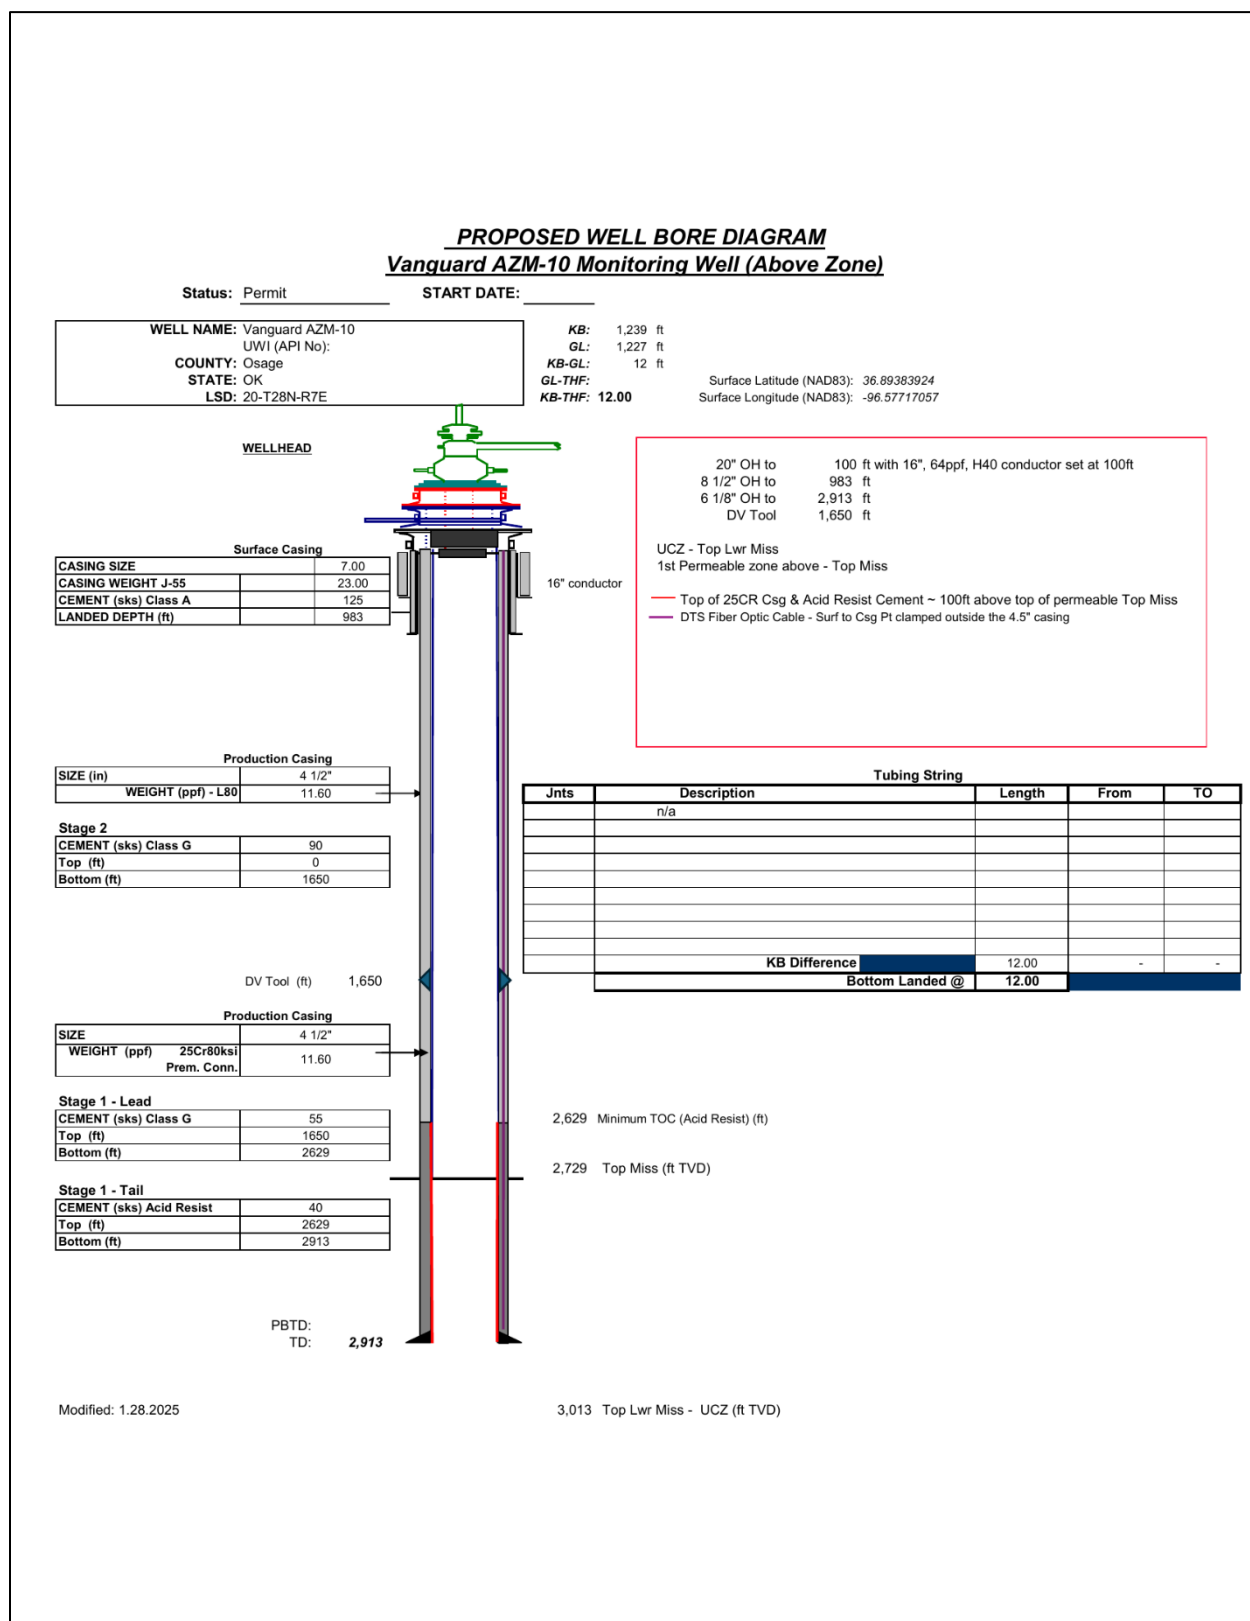 PROPOSED WELL BORE DIAGRAM
Vanguard AZM-10 Monitoring Well (Above Zone)
Status: Permit START DATE:
WELL NAME: Vanguard AZM-10
UWI (API No):
COUNTY: Osage
STATE: OK
LSD: 20-T28N-R7E
KB: 1,239 ft
GL: 1,227 ft
KB-GL: 12 ft
GL-THF:
KB-THF: 12.00
Surface Latitude (NAD83): 36.89383924
Surface Longitude (NAD83): -96.57717057
WELLHEAD
20" OH to 100 ft with 16", 64ppf, H40 conductor set at 100ft
8 1/2" OH to 983 ft
6 1/8" OH to 2,913 ft
DV Tool 1,650 ft
UCZ - Top Lwr Miss
1st Permeable zone above - Top Miss
Top of 25CR Csg & Acid Resist Cement ~ 100ft above top of permeable Top Miss
DTS Fiber Optic Cable - Surf to Csg Pt clamped outside the 4.5" casing
Surface Casing
CASING SIZE 7.00
CASING WEIGHT J-55 23.00
CEMENT (sks) Class A 125
LANDED DEPTH (ft) 983
16" conductor
Production Casing
SIZE (in) 4 1/2"
WEIGHT (ppf) - L80 11.60
Stage 2
CEMENT (sks) Class G 90
Top (ft) 0
Bottom (ft) 1650
Tubing String
Jnts Description Length From TO
n/a
KB Difference 12.00 - -
Bottom Landed @ 12.00
DV Tool (ft) 1,650
Production Casing
SIZE 4 1/2"
WEIGHT (ppf) 25Cr80ksi
Prem. Conn.
11.60
Stage 1 - Lead
CEMENT (sks) Class G 55
Top (ft) 1650
Bottom (ft) 2629
2,629 Minimum TOC (Acid Resist) (ft)
2,729 Top Miss (ft TVD)
Stage 1 - Tail
CEMENT (sks) Acid Resist 40
Top (ft) 2629
Bottom (ft) 2913
PBTD:
TD: 2,913
Modified: 1.28.2025
3,013 Top Lwr Miss - UCZ (ft TVD)